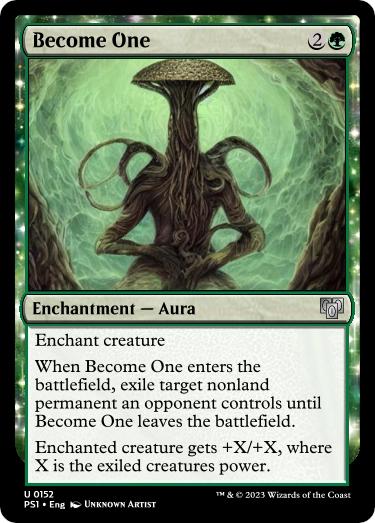 Become One 2
Enchantment — Aura
Enchant creature
When Become One enters the
battlefield, exile target nonland
permanent an opponent controls until
Become One leaves the battlefield.
Enchanted creature gets +X/+X, where
X is the exiled creatures power.
U 0152
PS1 • Eng Unknown Artist
™ & © 2023 Wizards of the Coast